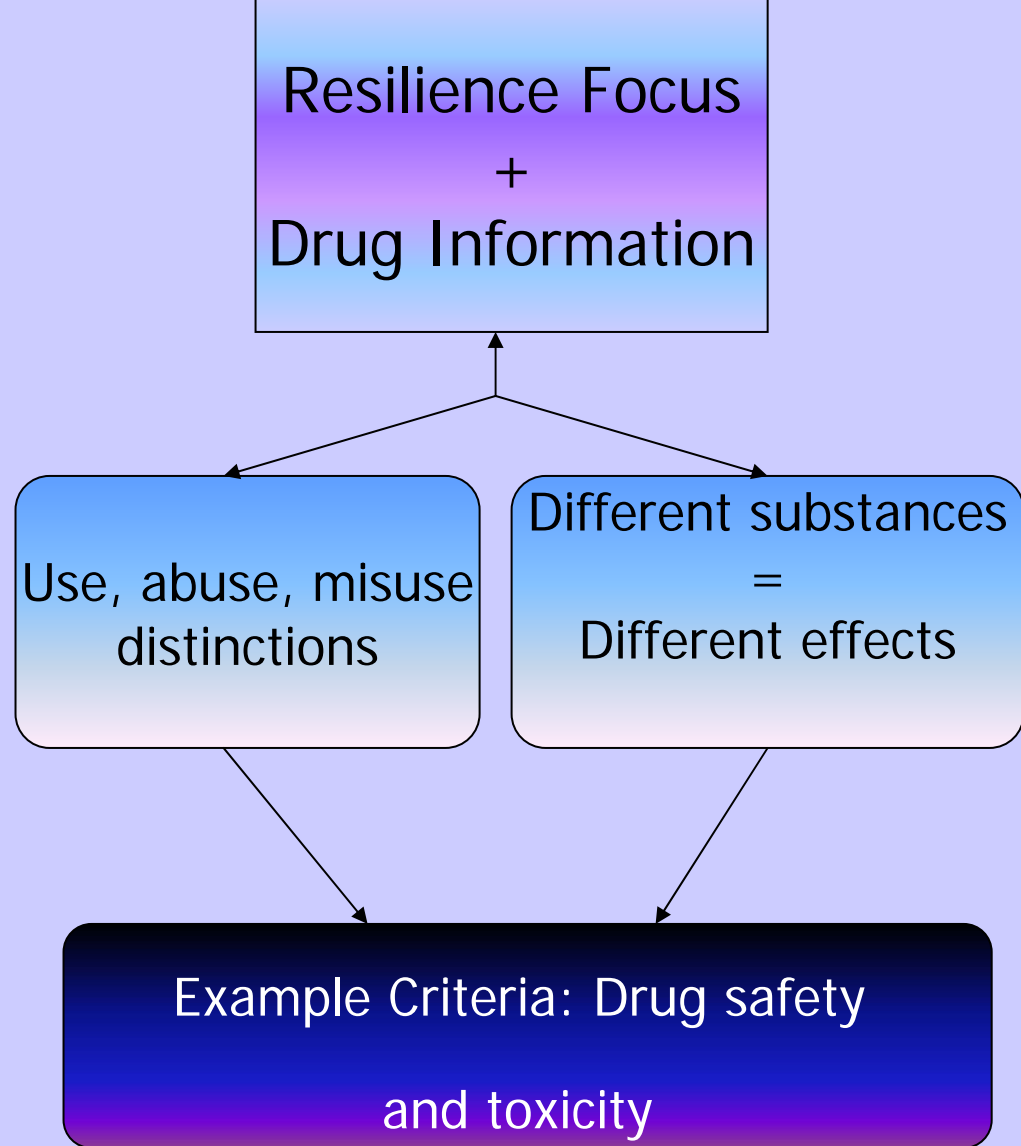 Resilience Focus
+
Drug Information
Use, abuse, misuse
distinctions
Different substances
=
Different effects
Example Criteria: Drug safety
and toxicity